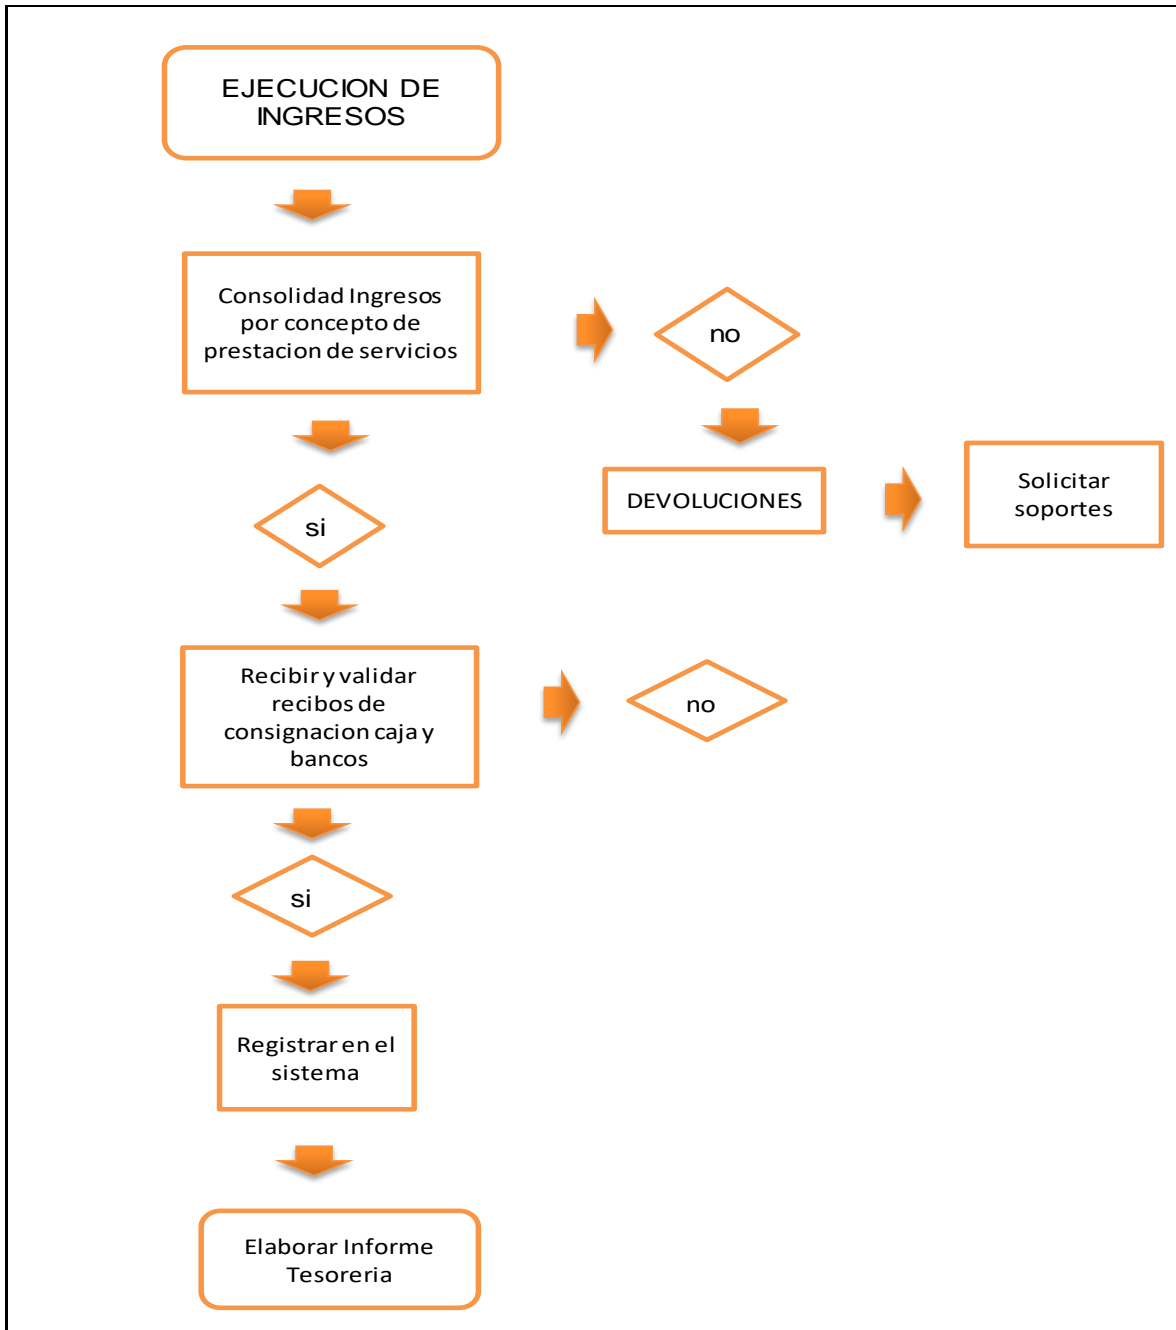 EJECUCION DE
INGRESOS
Consolidad Ingresos
por concepto de
prestacion de servicios
no
DEVOLUCIONES
Solicitar
soportes
si
Recibir y validar
recibos de
consignacion caja y
bancos
no
si
Registrar en el
sistema
Elaborar Informe
Tesoreria